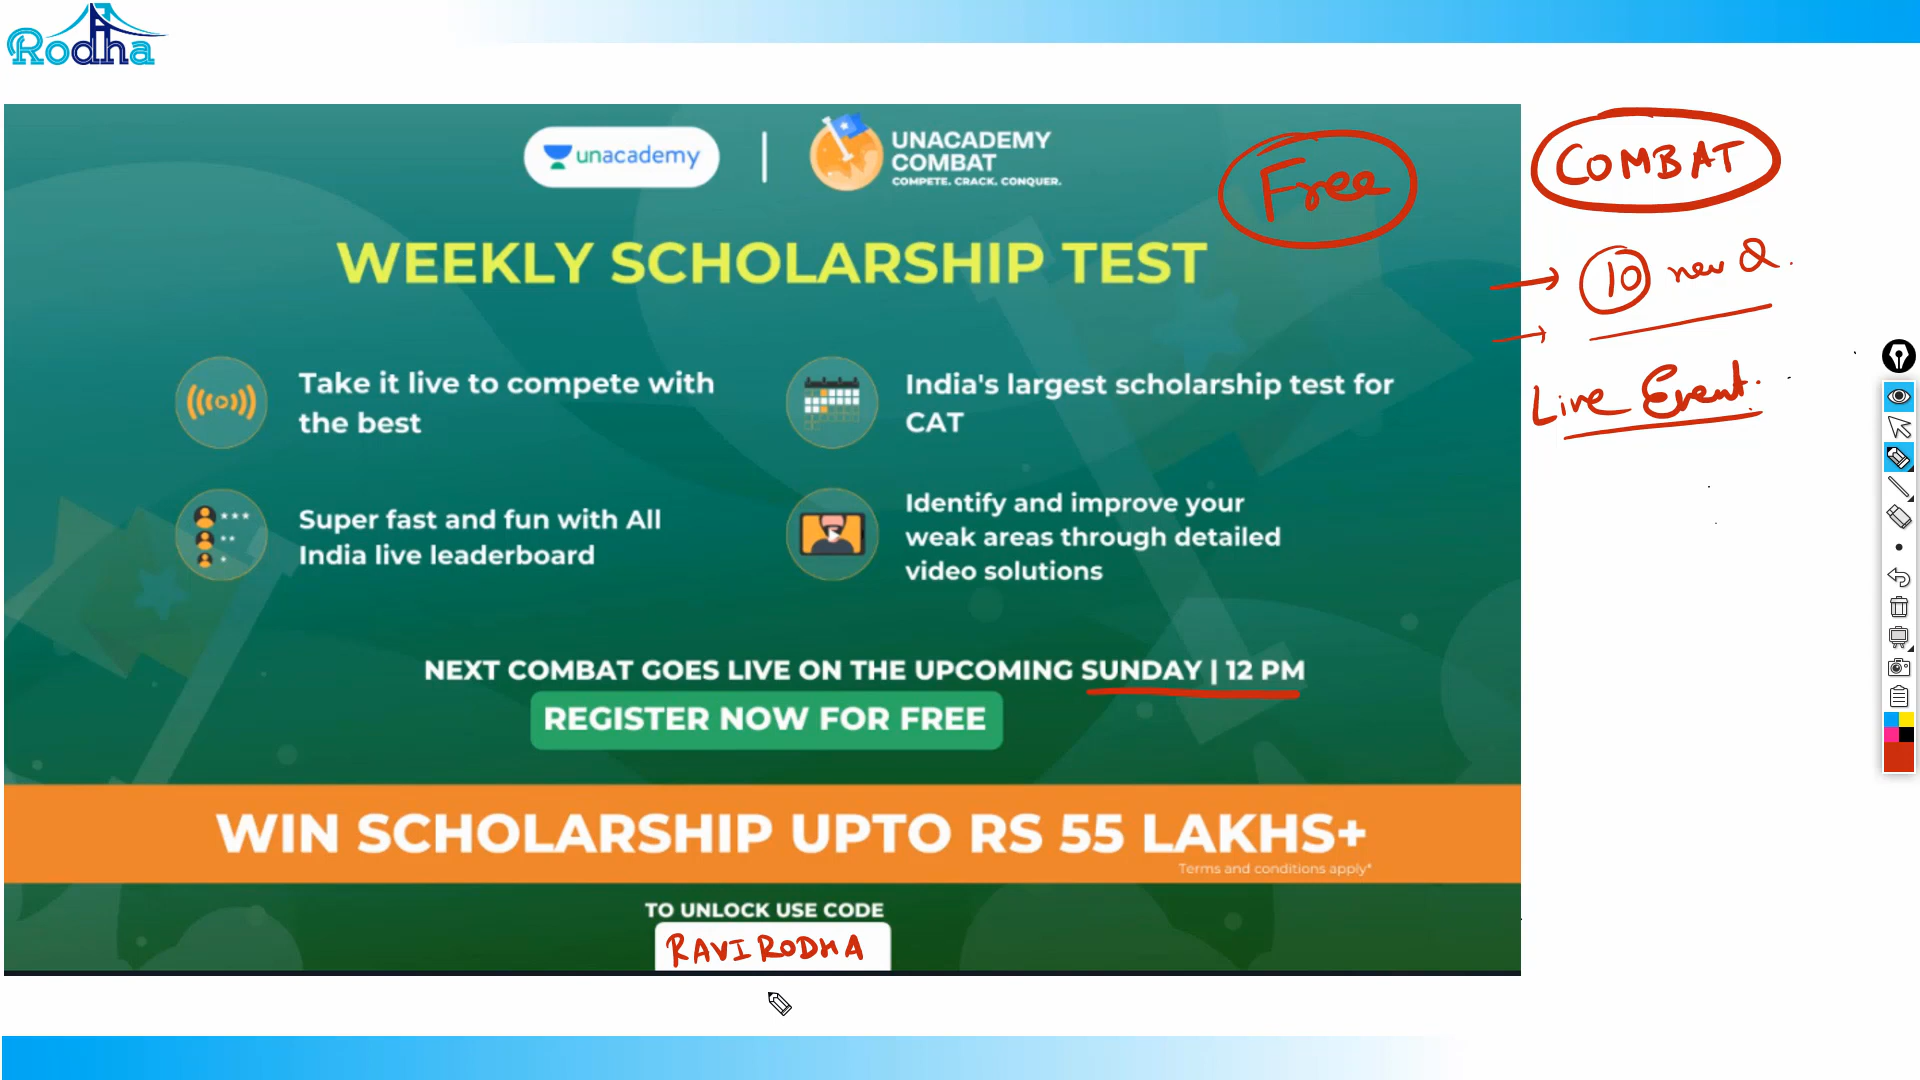 Rodha
unacademy
UNACADEMY
COMBAT
COMPETE. CRACK. CONQUER.
Free
COMBAT
WEEKLY SCHOLARSHIP TEST
10 new Q.
Live Event.
Take it live to compete with
the best
India's largest scholarship test for
CAT
Super fast and fun with All
India live leaderboard
Identify and improve your
weak areas through detailed
video solutions
NEXT COMBAT GOES LIVE ON THE UPCOMING SUNDAY | 12 PM
REGISTER NOW FOR FREE
WIN SCHOLARSHIP UPTO RS 55 LAKHS+
Terms and conditions apply*
TO UNLOCK USE CODE
RAVIRODHA